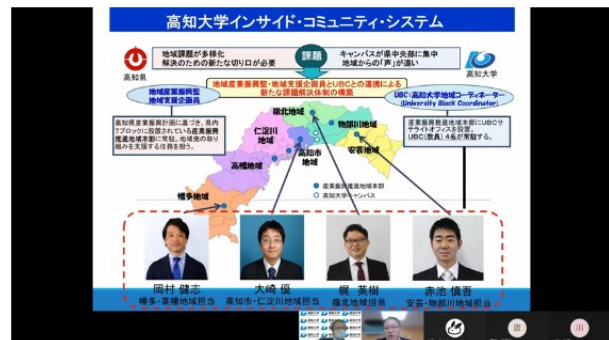 高知大学インサイド・コミュニティ・システム
地域課題が多様化
解決のための新たな切り口が必要
課題
キャンパスが県中央部に集中
地域からの「声」が遠い
高知県
高知大学
地域産業振興監・地域支援企画員とUBCとの連携による
新たな課題解決体制の構築
地域産業振興監
地域支援企画員
UBC:高知大学地域コーディネーター
(University Block Coordinator)
高知県産業振興計画に基づき、県内
7ブロックに設置されている産業振興
推進地域本部に常駐。地域発の取り
組みを支援する任務を担う。
産業振興推進地域本部にUBCサ
テライトオフィスを設置。
UBC(教員) 4名が常駐する。
嶺北地域
物部川地域
仁淀川
地域
高知市
地域
安芸地域
高幡地域
幡多地域
産業振興推進地域本部
高知大学キャンパス
岡村 健志
幡多・高幡地域担当
大崎 優
高知市・仁淀川地域担当
梶 英樹
嶺北地域担当
赤池 慎吾
安芸・物部川地域担当
川